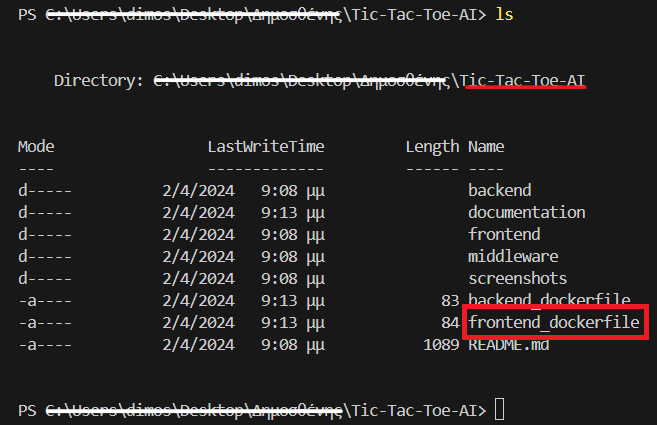 PS C:\Users\dimos\Desktop\Δημοσθένης\Tic-Tac-Toe-AI> ls
Directory: C:\Users\dimos\Desktop\Δημοσθένης\Tic-Tac-Toe-AI
Mode LastWriteTime Length Name
---- ------------- ------ ----
d----- 2/4/2024 9:08 μμ backend
d----- 2/4/2024 9:13 μμ documentation
d----- 2/4/2024 9:08 μμ frontend
d----- 2/4/2024 9:08 μμ middleware
d----- 2/4/2024 9:08 μμ screenshots
-a---- 2/4/2024 9:13 μμ 83 backend_dockerfile
-a---- 2/4/2024 9:13 μμ 84 frontend_dockerfile
-a---- 2/4/2024 9:08 μμ 1089 README.md
PS C:\Users\dimos\Desktop\Δημοσθένης\Tic-Tac-Toe-AI>